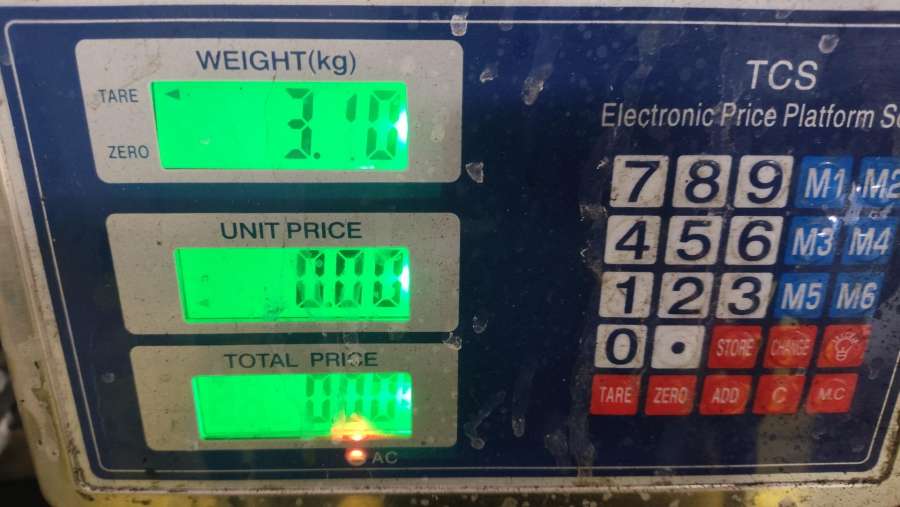 WEIGHT(kg)
TARE
3.10
ZERO
UNIT PRICE
0.00
TOTAL PRICE
0.00
AC
TCS
Electronic Price Platform
7 8 9 M1 M2
4 5 6 M3 M4
1 2 3 M5 M6
0 . STORE CHANGE
TARE ZERO ADD C M.C